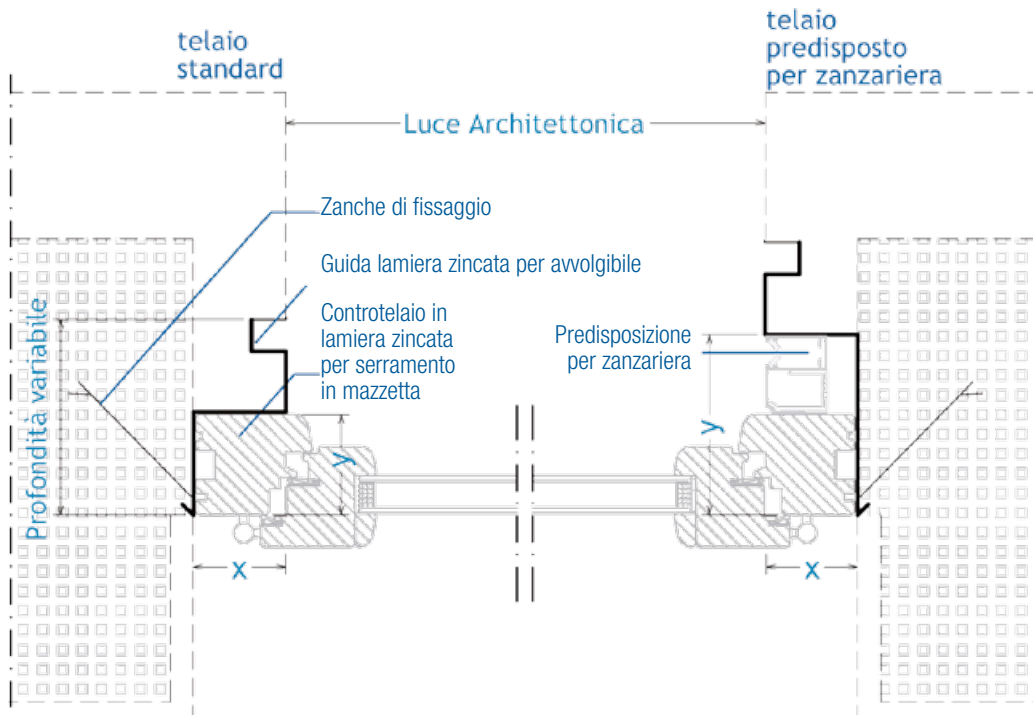 telaio
standard
telaio
predisposto
per zanzariera
Luce Architettonica
Zanche di fissaggio
Guida lamiera zincata per avvolgibile
Controtelaio in
lamiera zincata
per serramento
in mazzetta
Predisposizione
per zanzariera
Profondità variabile
y
y
x
x